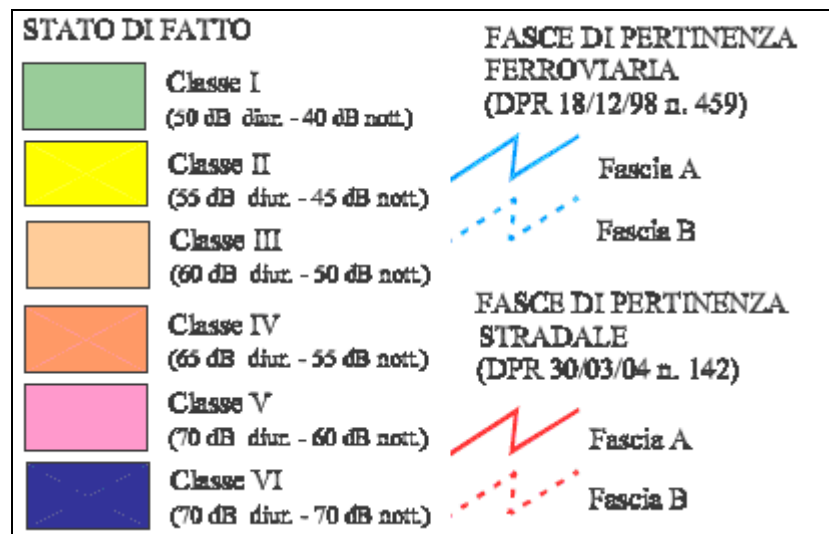 STATO DI FATTO
Classe I
(50 dB diur. - 40 dB nott.)
Classe II
(55 dB diur. - 45 dB nott.)
Classe III
(60 dB diur. - 50 dB nott.)
Classe IV
(65 dB diur. - 55 dB nott.)
Classe V
(70 dB diur. - 60 dB nott.)
Classe VI
(70 dB diur. - 70 dB nott.)
FASCE DI PERTINENZA
FERROVIARIA
(DPR 18/12/98 n. 459)
Fascia A
Fascia B
FASCE DI PERTINENZA
STRADALE
(DPR 30/03/04 n. 142)
Fascia A
Fascia B